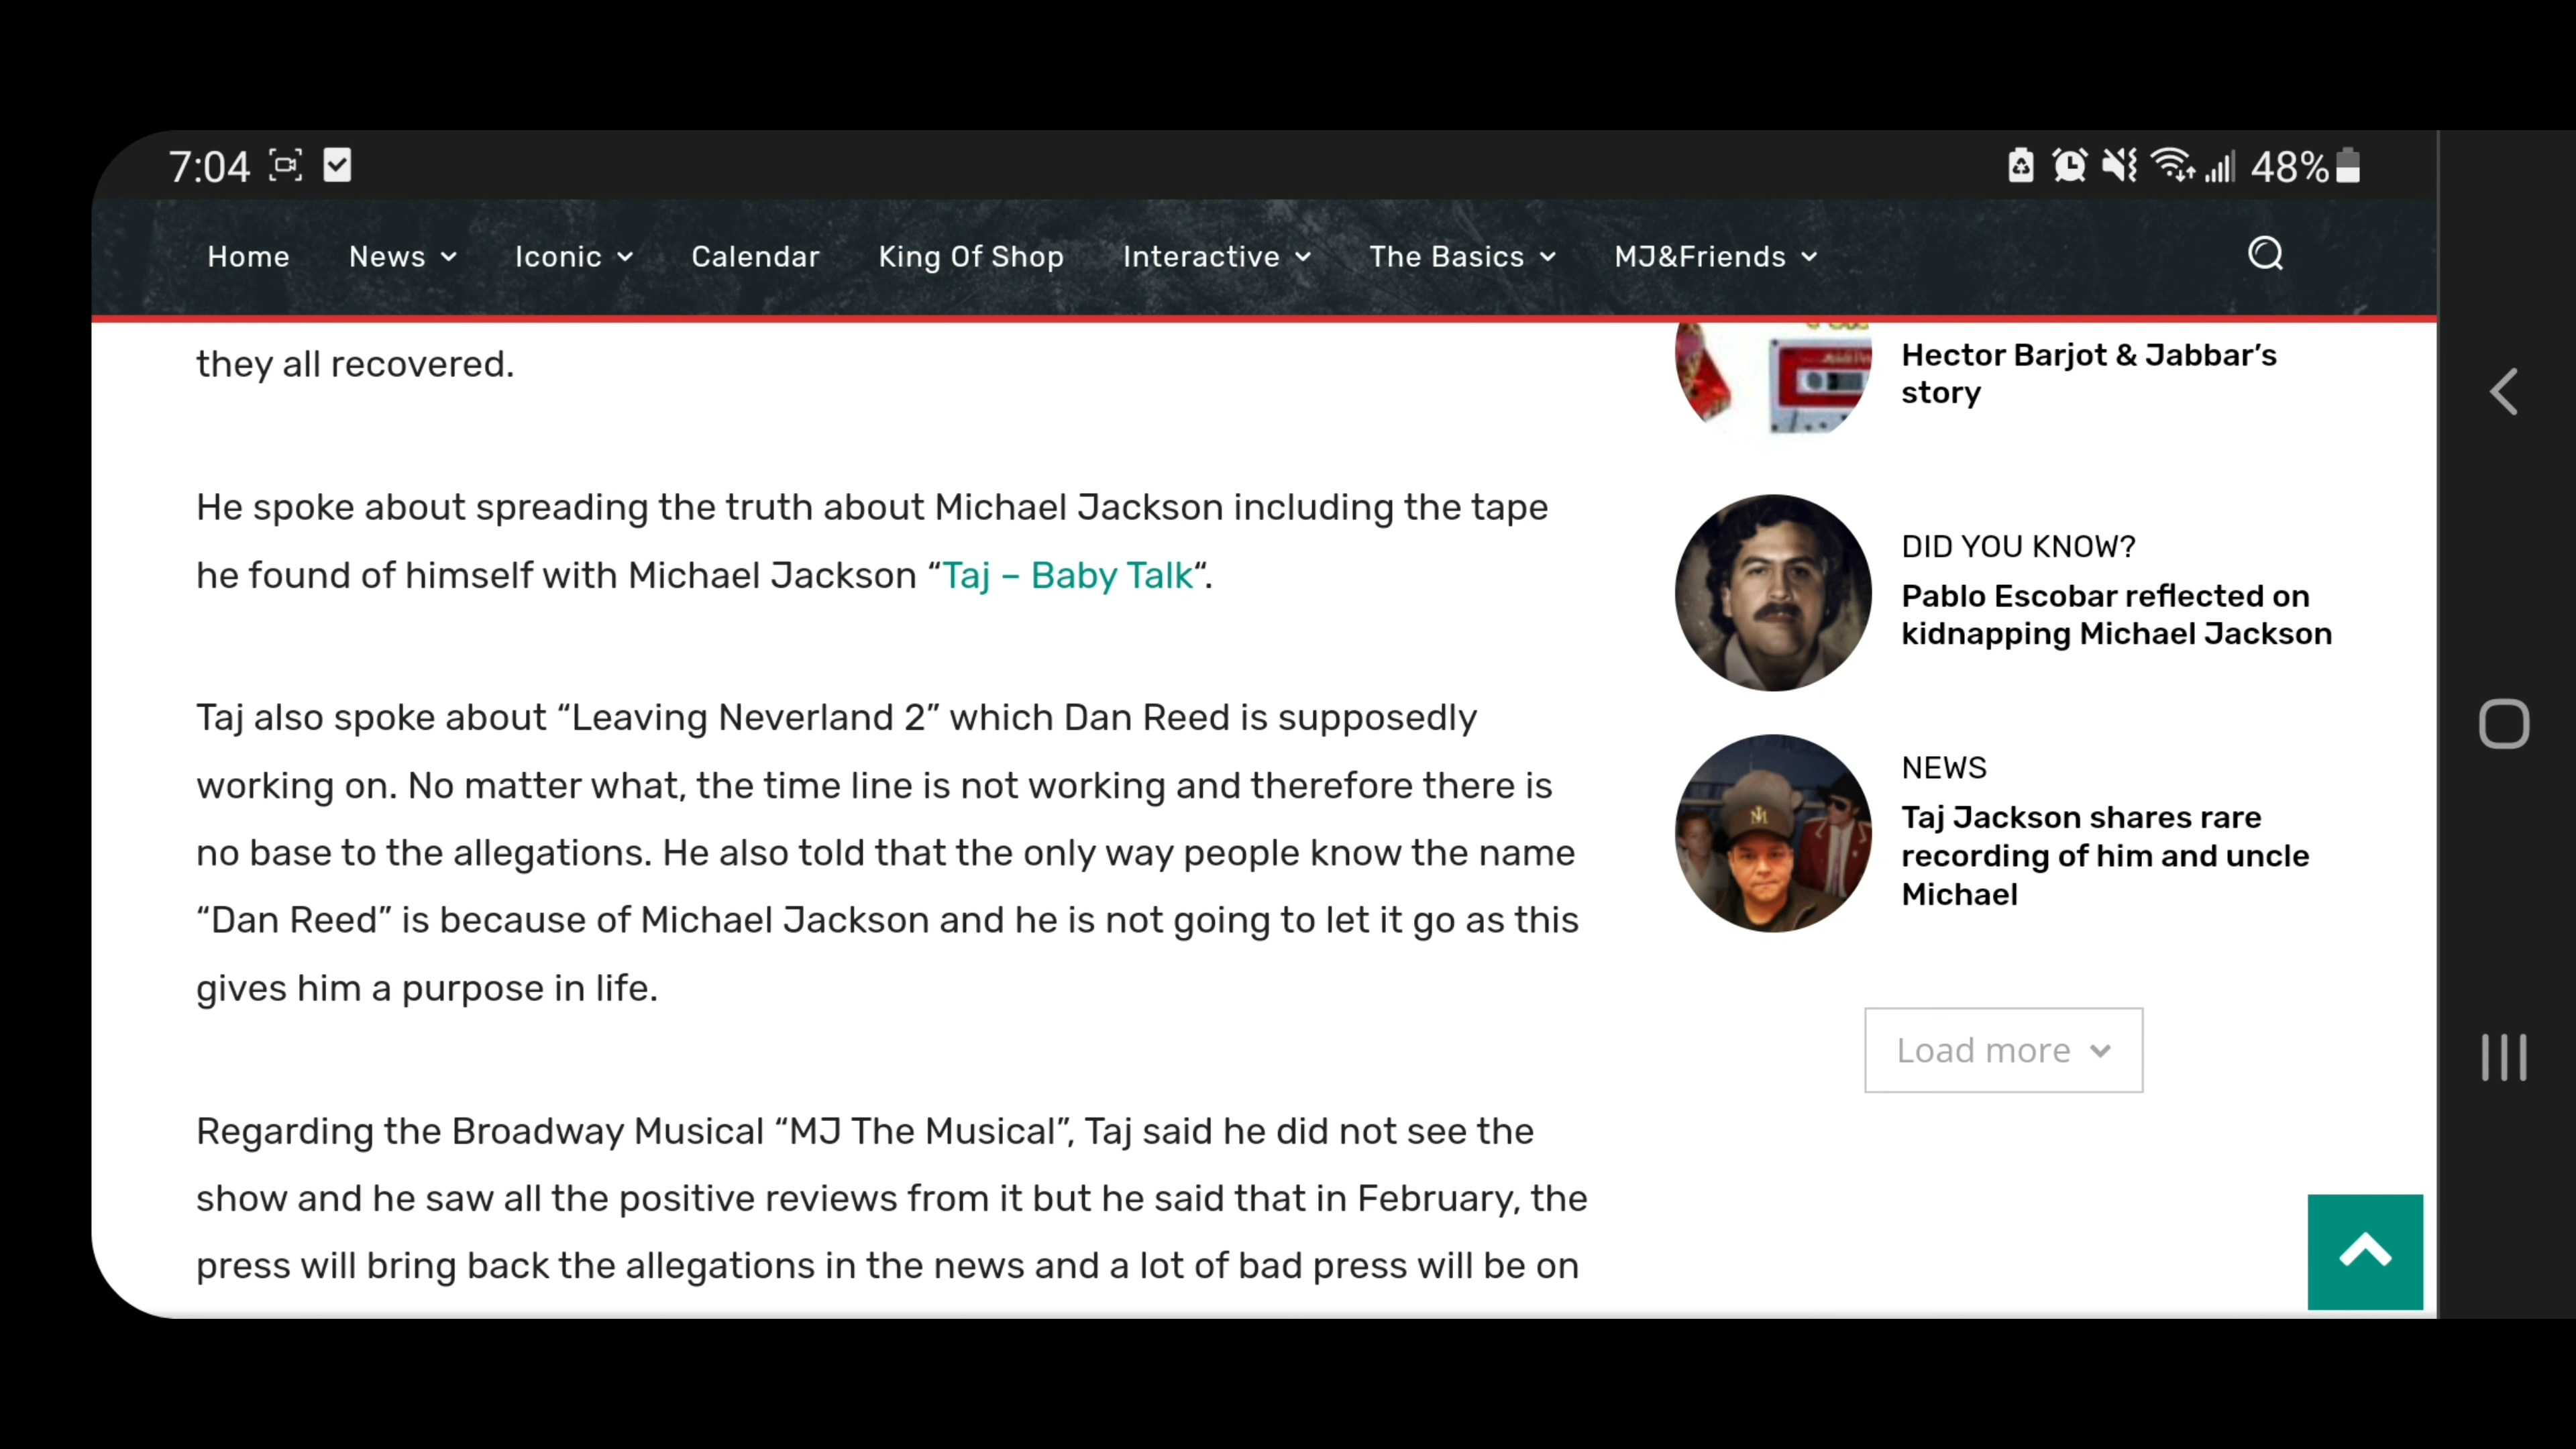 7:04
48%
Home News Iconic Calendar King Of Shop Interactive The Basics MJ&Friends
they all recovered.
He spoke about spreading the truth about Michael Jackson including the tape
he found of himself with Michael Jackson “Taj – Baby Talk“.
Taj also spoke about “Leaving Neverland 2” which Dan Reed is supposedly
working on. No matter what, the time line is not working and therefore there is
no base to the allegations. He also told that the only way people know the name
“Dan Reed” is because of Michael Jackson and he is not going to let it go as this
gives him a purpose in life.
Regarding the Broadway Musical “MJ The Musical”, Taj said he did not see the
show and he saw all the positive reviews from it but he said that in February, the
press will bring back the allegations in the news and a lot of bad press will be on
Hector Barjot & Jabbar’s
story
DID YOU KNOW?
Pablo Escobar reflected on
kidnapping Michael Jackson
NEWS
Taj Jackson shares rare
recording of him and uncle
Michael
Load more